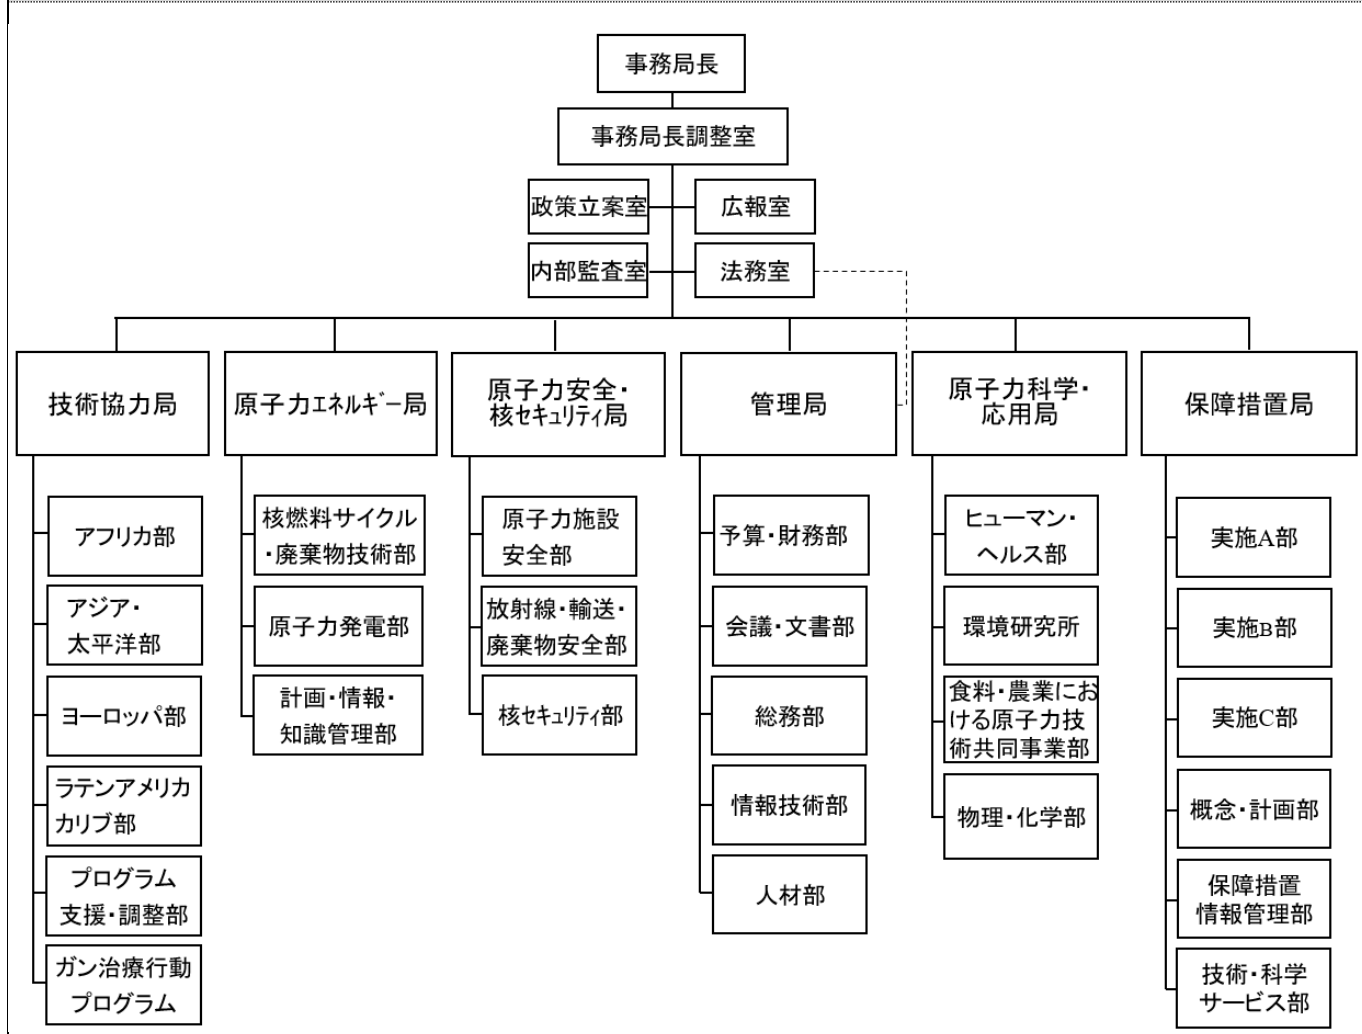 事務局長
事務局長調整室
政策立案室
広報室
内部監査室
法務室
技術協力局
原子力エネルギー局
原子力安全・
核セキュリティ局
管理局
原子力科学・
応用局
保障措置局
アフリカ部
アジア・
太平洋部
ヨーロッパ部
ラテンアメリカ
カリブ部
プログラム
支援・調整部
ガン治療行動
プログラム
核燃料サイクル
・廃棄物技術部
原子力発電部
計画・情報・
知識管理部
原子力施設
安全部
放射線・輸送・
廃棄物安全部
核セキュリティ部
予算・財務部
会議・文書部
総務部
情報技術部
人材部
ヒューマン・
ヘルス部
環境研究所
食料・農業にお
ける原子力技
術共同事業部
物理・化学部
実施A部
実施B部
実施C部
概念・計画部
保障措置
情報管理部
技術・科学
サービス部